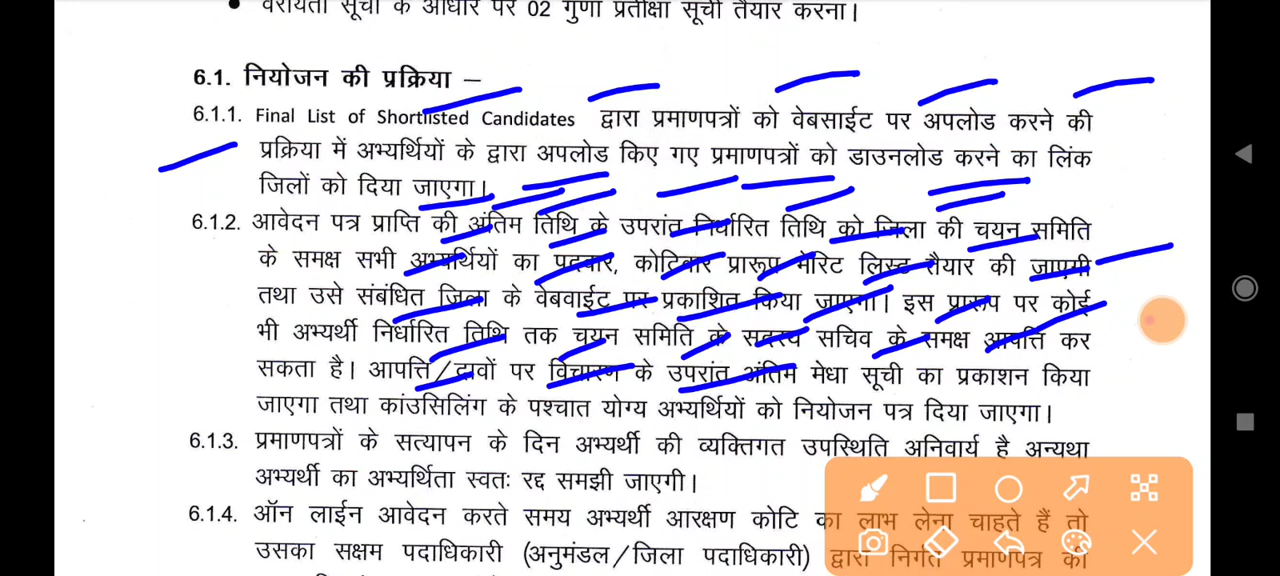 वरीयता सूची के आधार पर 02 गुणा प्रतीक्षा सूची तैयार करना।
6.1. नियोजन की प्रक्रिया –
6.1.1. Final List of Shortlisted Candidates द्वारा प्रमाणपत्रों को वेबसाईट पर अपलोड करने की
प्रक्रिया में अभ्यर्थियों के द्वारा अपलोड किए गए प्रमाणपत्रों को डाउनलोड करने का लिंक
जिलों को दिया जाएगा।
6.1.2. आवेदन पत्र प्राप्ति की अंतिम तिथि के उपरांत निर्धारित तिथि को जिला की चयन समिति
के समक्ष सभी अभ्यर्थियों का पदवार, कोटिवार प्रारूप मेरिट लिस्ट तैयार की जाएगी
तथा उसे संबंधित जिला के वेबवाईट पर प्रकाशित किया जाएगा। इस प्रारूप पर कोई
भी अभ्यर्थी निर्धारित तिथि तक चयन समिति के सदस्य सचिव के समक्ष आपत्ति कर
सकता है। आपत्ति/दावों पर विचारण के उपरांत अंतिम मेधा सूची का प्रकाशन किया
जाएगा तथा कांउसिलिंग के पश्चात योग्य अभ्यर्थियों को नियोजन पत्र दिया जाएगा।
6.1.3. प्रमाणपत्रों के सत्यापन के दिन अभ्यर्थी की व्यक्तिगत उपस्थिति अनिवार्य है अन्यथा
अभ्यर्थी का अभ्यर्थिता स्वतः रद्द समझी जाएगी।
6.1.4. ऑन लाईन आवेदन करते समय अभ्यर्थी आरक्षण कोटि का लाभ लेना चाहते हैं तो
उसका सक्षम पदाधिकारी (अनुमंडल/जिला पदाधिकारी) द्वारा निर्गत प्रमाणपत्र की